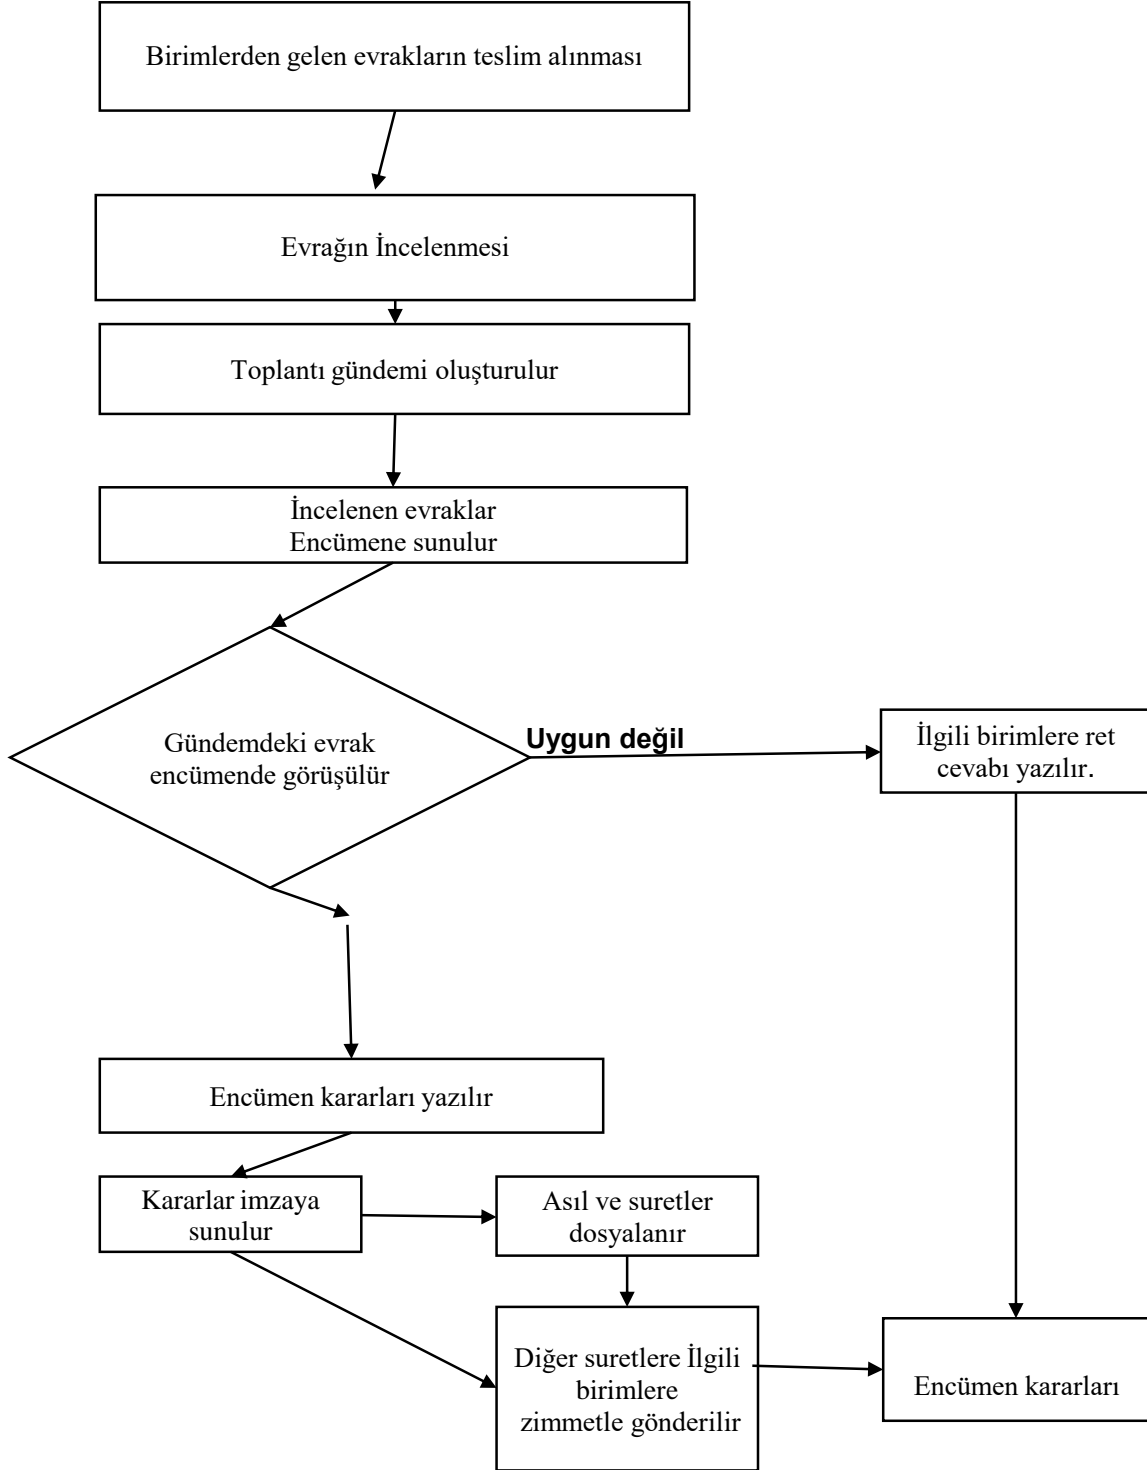 Birimlerden gelen evrakların teslim alınması
Evrağın İncelenmesi
Toplantı gündemi oluşturulur
İncelenen evraklar
Encümene sunulur
Gündemdeki evrak
encümende görüşülür
Uygun değil
İlgili birimlere ret
cevabı yazılır.
Encümen kararları yazılır
Kararlar imzaya
sunulur
Asıl ve suretler
dosyalanır
Diğer suretlere İlgili
birimlere
zimmetle gönderilir
Encümen kararları